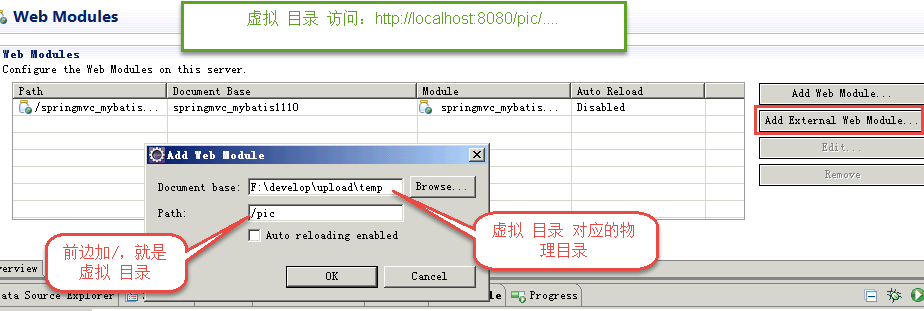 Web Modules
虚拟 目录 访问：http://localhost:8080/pic/....
Web Modules
Configure the Web Modules on this server.
Path Document Base Module Auto Reload
/springmvc_mybatis... springmvc_mybatis1110 springmvc_mybatis... Disabled
Add Web Module...
Add External Web Module...
Edit...
Remove
Add Web Module
Document base: F:\develop\upload\temp Browse...
Path: /pic
Auto reloading enabled
OK Cancel
前边加/，就是
虚拟 目录
虚拟 目录 对应的物
理目录
verview
ata Source Explorer
Progress